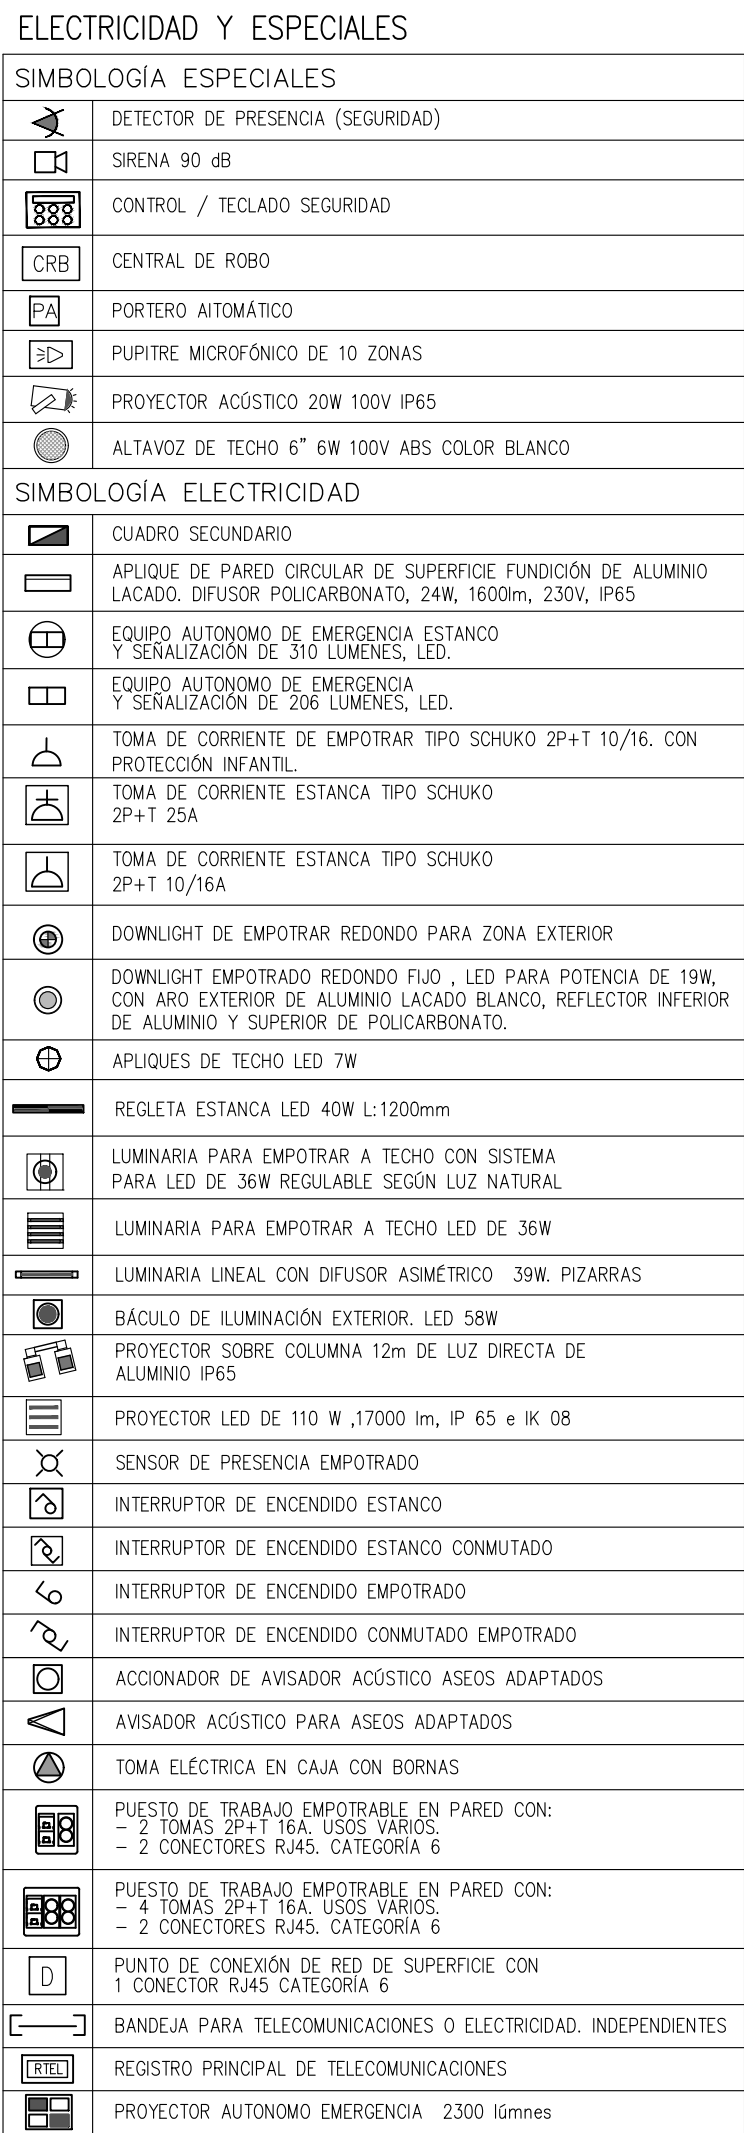 ELECTRICIDAD Y ESPECIALES
SIMBOLOGÍA ESPECIALES
DETECTOR DE PRESENCIA (SEGURIDAD)
SIRENA 90 dB
CONTROL / TECLADO SEGURIDAD
CRB CENTRAL DE ROBO
PA PORTERO AITOMÁTICO
PUPITRE MICROFÓNICO DE 10 ZONAS
PROYECTOR ACÚSTICO 20W 100V IP65
ALTAVOZ DE TECHO 6" 6W 100V ABS COLOR BLANCO
SIMBOLOGÍA ELECTRICIDAD
CUADRO SECUNDARIO
APLIQUE DE PARED CIRCULAR DE SUPERFICIE FUNDICIÓN DE ALUMINIO
LACADO. DIFUSOR POLICARBONATO, 24W, 1600lm, 230V, IP65
EQUIPO AUTONOMO DE EMERGENCIA ESTANCO
Y SEÑALIZACIÓN DE 310 LUMENES, LED.
EQUIPO AUTONOMO DE EMERGENCIA
Y SEÑALIZACIÓN DE 206 LUMENES, LED.
TOMA DE CORRIENTE DE EMPOTRAR TIPO SCHUKO 2P+T 10/16. CON
PROTECCIÓN INFANTIL.
TOMA DE CORRIENTE ESTANCA TIPO SCHUKO
2P+T 25A
TOMA DE CORRIENTE ESTANCA TIPO SCHUKO
2P+T 10/16A
DOWNLIGHT DE EMPOTRAR REDONDO PARA ZONA EXTERIOR
DOWNLIGHT EMPOTRADO REDONDO FIJO , LED PARA POTENCIA DE 19W,
CON ARO EXTERIOR DE ALUMINIO LACADO BLANCO, REFLECTOR INFERIOR
DE ALUMINIO Y SUPERIOR DE POLICARBONATO.
APLIQUES DE TECHO LED 7W
REGLETA ESTANCA LED 40W L:1200mm
LUMINARIA PARA EMPOTRAR A TECHO CON SISTEMA
PARA LED DE 36W REGULABLE SEGÚN LUZ NATURAL
LUMINARIA PARA EMPOTRAR A TECHO LED DE 36W
LUMINARIA LINEAL CON DIFUSOR ASIMÉTRICO 39W. PIZARRAS
BÁCULO DE ILUMINACIÓN EXTERIOR. LED 58W
PROYECTOR SOBRE COLUMNA 12m DE LUZ DIRECTA DE
ALUMINIO IP65
PROYECTOR LED DE 110 W ,17000 lm, IP 65 e IK 08
SENSOR DE PRESENCIA EMPOTRADO
INTERRUPTOR DE ENCENDIDO ESTANCO
INTERRUPTOR DE ENCENDIDO ESTANCO CONMUTADO
INTERRUPTOR DE ENCENDIDO EMPOTRADO
INTERRUPTOR DE ENCENDIDO CONMUTADO EMPOTRADO
ACCIONADOR DE AVISADOR ACÚSTICO ASEOS ADAPTADOS
AVISADOR ACÚSTICO PARA ASEOS ADAPTADOS
TOMA ELÉCTRICA EN CAJA CON BORNAS
PUESTO DE TRABAJO EMPOTRABLE EN PARED CON:
– 2 TOMAS 2P+T 16A. USOS VARIOS.
– 2 CONECTORES RJ45. CATEGORÍA 6
PUESTO DE TRABAJO EMPOTRABLE EN PARED CON:
– 4 TOMAS 2P+T 16A. USOS VARIOS.
– 2 CONECTORES RJ45. CATEGORÍA 6
D PUNTO DE CONEXIÓN DE RED DE SUPERFICIE CON
1 CONECTOR RJ45 CATEGORÍA 6
BANDEJA PARA TELECOMUNICACIONES O ELECTRICIDAD. INDEPENDIENTES
RTEL REGISTRO PRINCIPAL DE TELECOMUNICACIONES
PROYECTOR AUTONOMO EMERGENCIA 2300 lúmnes